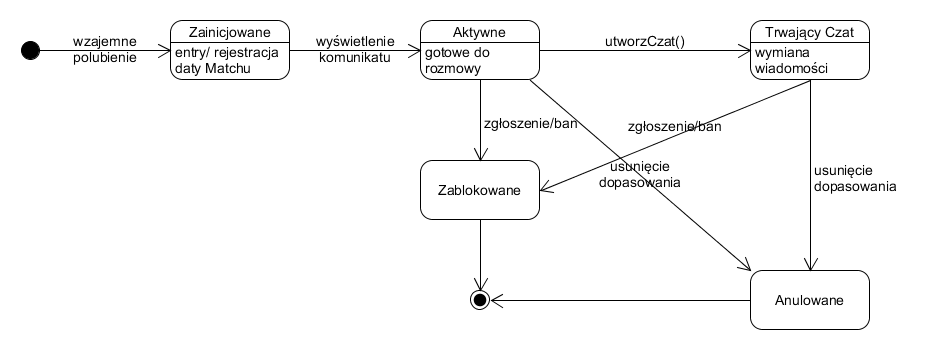 wzajemne
polubienie
Zainicjowane
entry/ rejestracja
daty Matchu
wyświetlenie
komunikatu
Aktywne
gotowe do
rozmowy
utworzCzat()
Trwający Czat
wymiana
wiadomości
zgłoszenie/ban
zgłoszenie/ban
usunięcie
dopasowania
usunięcie
dopasowania
Zablokowane
Anulowane